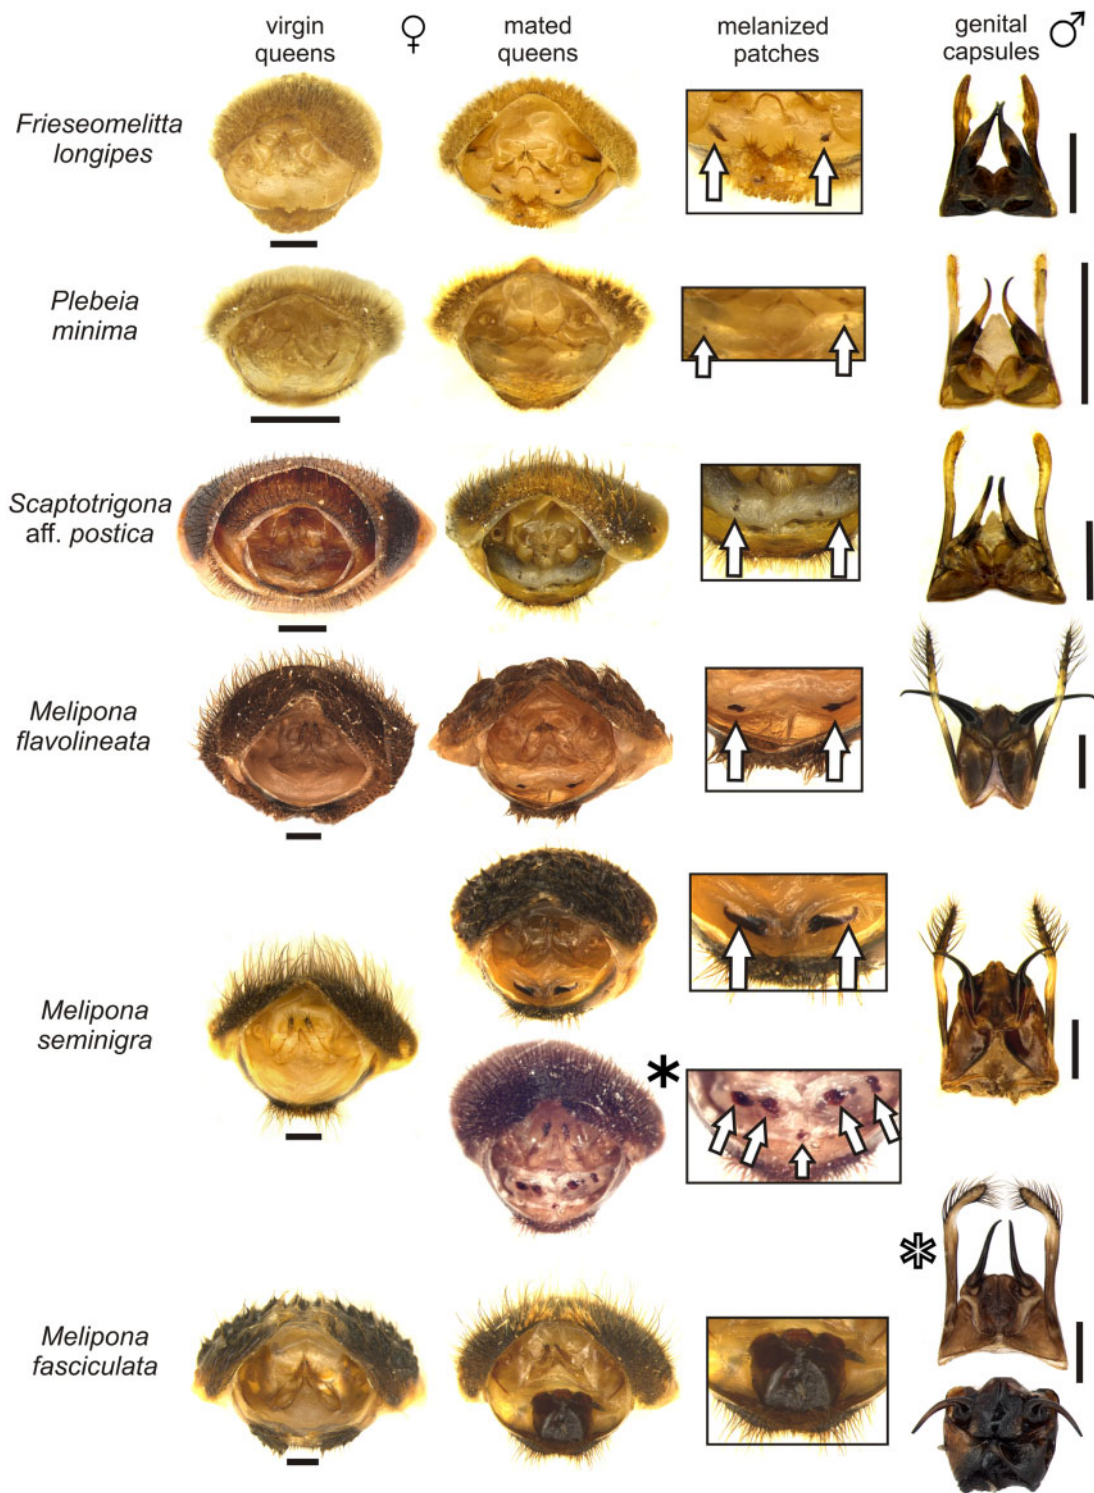 virgin
queens
♀
mated
queens
melanized
patches
genital
capsules
♂
Frieseomelitta
longipes
Plebeia
minima
Scaptotrigona
aff. postica
Melipona
flavolineata
Melipona
seminigra
*
*
Melipona
fasciculata